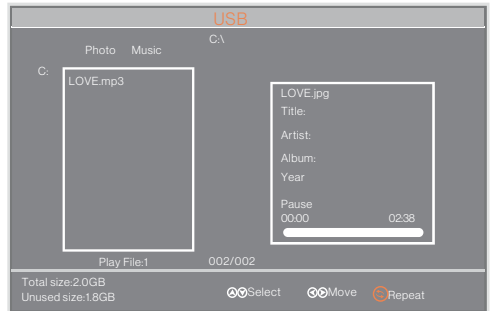 USB
C:\
Photo Music
C:
LOVE.mp3
LOVE.jpg
Title:
Artist:
Album:
Year
Pause
00:00 02:38
Play File:1 002/002
Total size:2.0GB
Unused size:1.8GB
Select Move Repeat